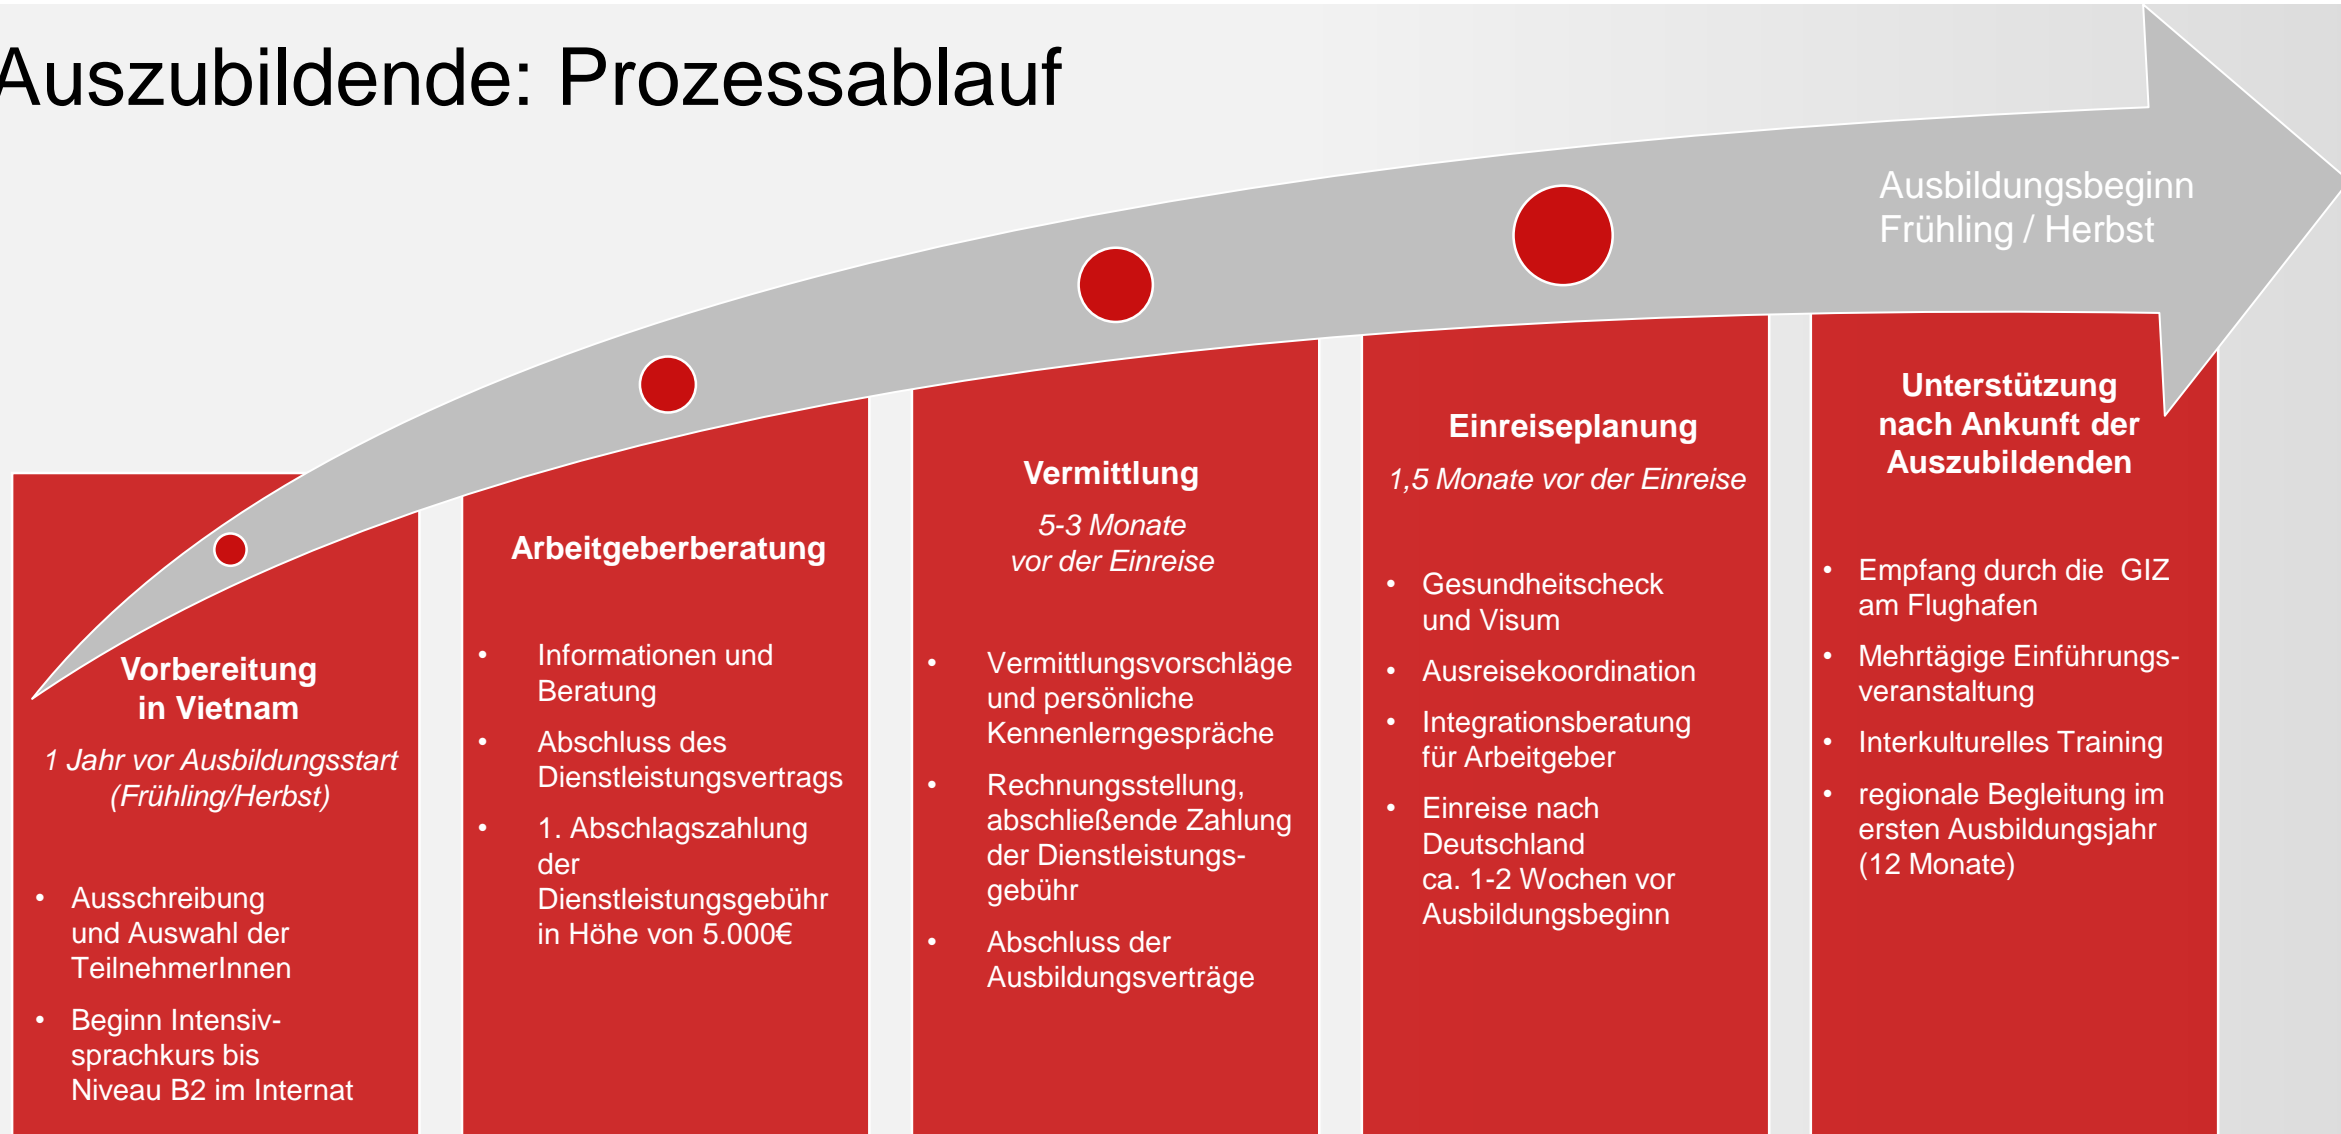 Auszubildende: Prozessablauf
Ausbildungsbeginn
Frühling / Herbst
Vorbereitung
in Vietnam
1 Jahr vor Ausbildungsstart
(Frühling/Herbst)
• Ausschreibung
und Auswahl der
TeilnehmerInnen
• Beginn Intensiv-
sprachkurs bis
Niveau B2 im Internat
Arbeitgeberberatung
• Informationen und
Beratung
• Abschluss des
Dienstleistungsvertrags
• 1. Abschlagszahlung
der
Dienstleistungsgebühr
in Höhe von 5.000€
Vermittlung
5-3 Monate
vor der Einreise
• Vermittlungsvorschläge
und persönliche
Kennenlerngespräche
• Rechnungsstellung,
abschließende Zahlung
der Dienstleistungs-
gebühr
• Abschluss der
Ausbildungsverträge
Einreiseplanung
1,5 Monate vor der Einreise
• Gesundheitscheck
und Visum
• Ausreisekoordination
• Integrationsberatung
für Arbeitgeber
• Einreise nach
Deutschland
ca. 1-2 Wochen vor
Ausbildungsbeginn
Unterstützung
nach Ankunft der
Auszubildenden
• Empfang durch die GIZ
am Flughafen
• Mehrtägige Einführungs-
veranstaltung
• Interkulturelles Training
• regionale Begleitung im
ersten Ausbildungsjahr
(12 Monate)